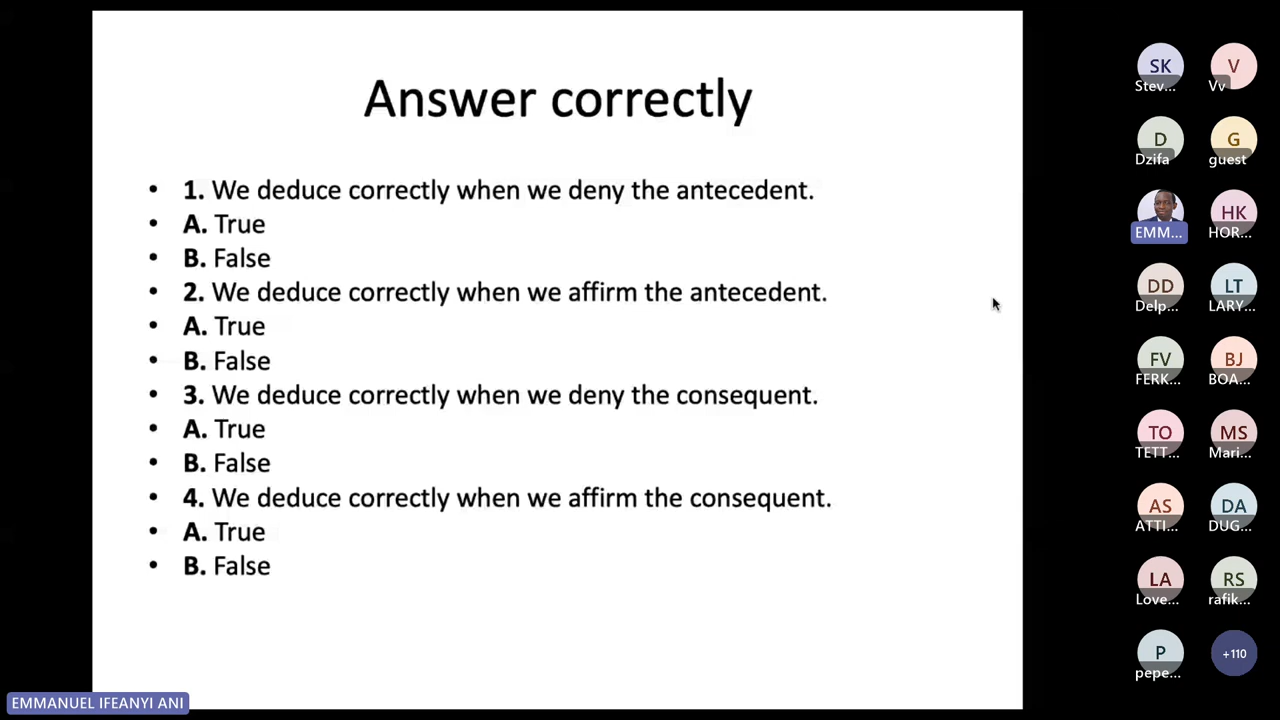 Answer correctly
• 1. We deduce correctly when we deny the antecedent.
• A. True
• B. False
• 2. We deduce correctly when we affirm the antecedent.
• A. True
• B. False
• 3. We deduce correctly when we deny the consequent.
• A. True
• B. False
• 4. We deduce correctly when we affirm the consequent.
• A. True
• B. False
EMMANUEL IFEANYI ANI
SK V
Stev... Vv
D G
Dzifa guest
HK
EMM... HOR...
DD LT
Delp... LARY...
FV BJ
FERK... BOA...
TO MS
TETT... Mari...
AS DA
ATTI... DUG...
LA RS
Love... rafik...
P +110
pepe...